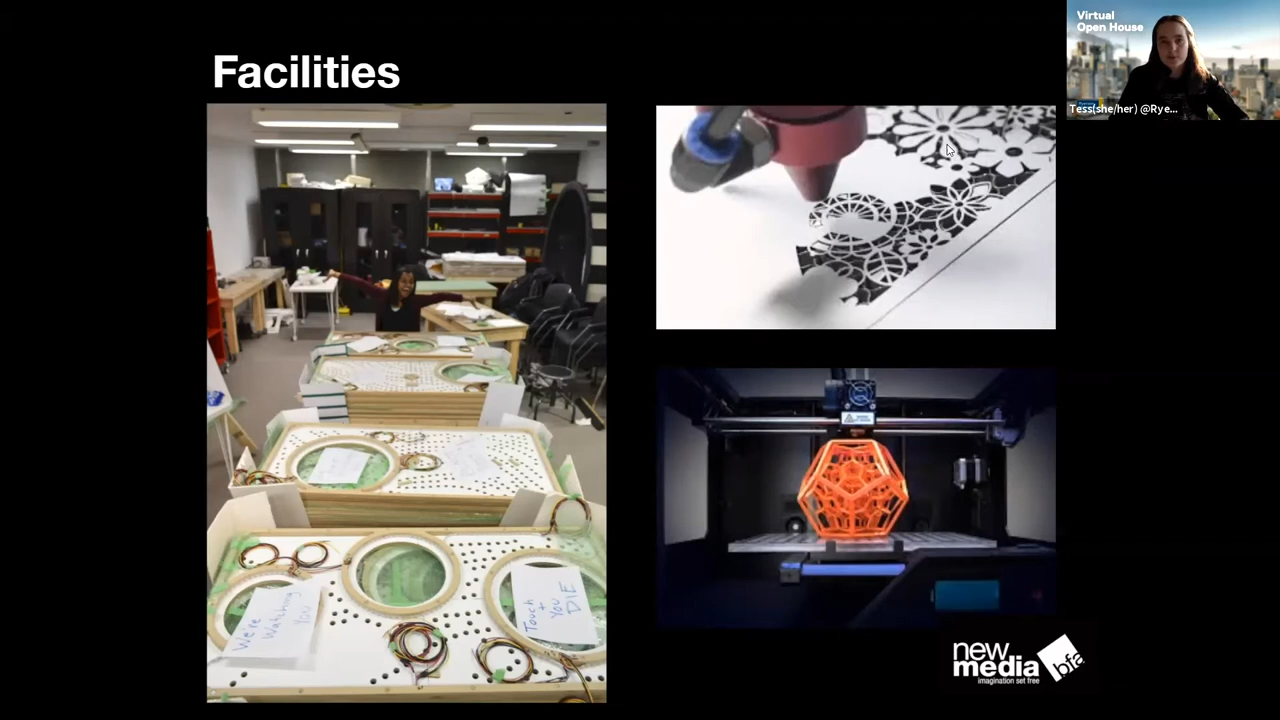 Facilities
Virtual
Open House
Tess(she/her) @Rye...
We're
Watching
You
Touch
+
You
DIE
new
media
bfa
imagination set free